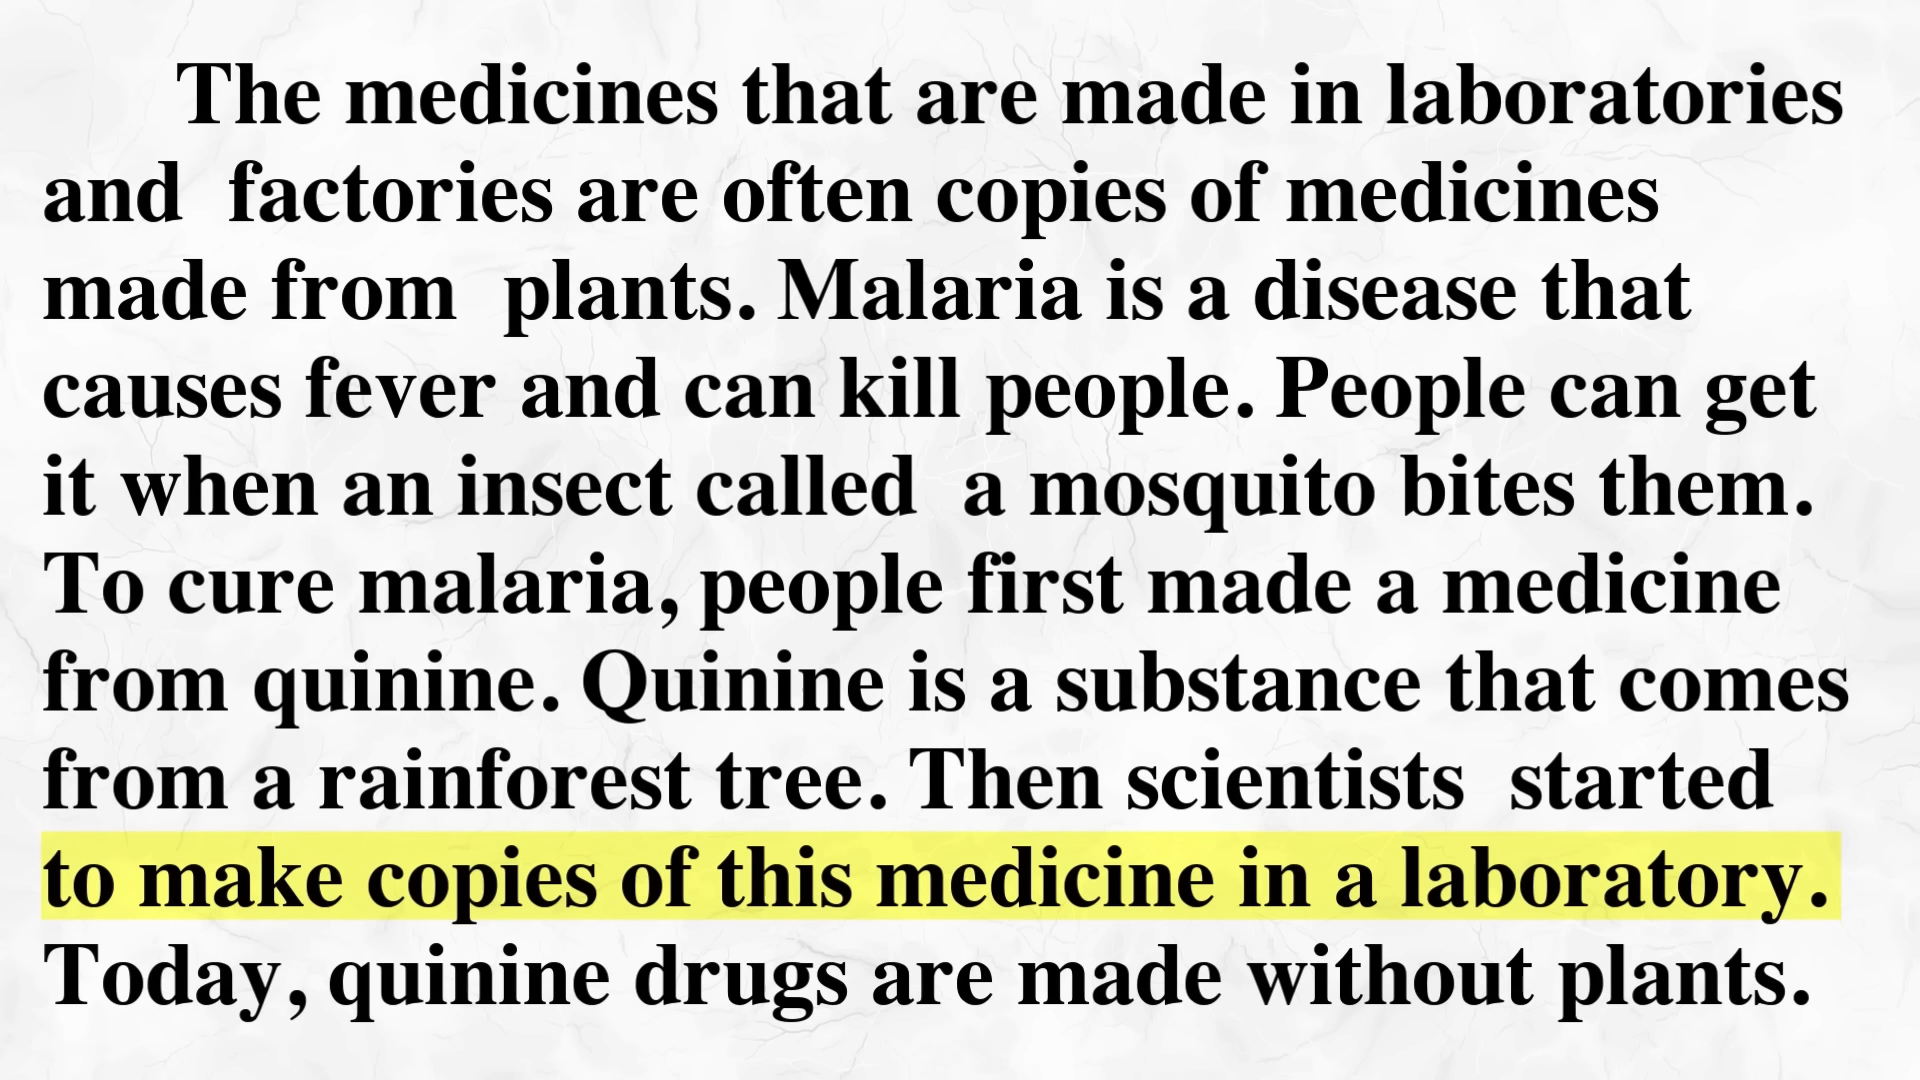 The medicines that are made in laboratories
and factories are often copies of medicines
made from plants. Malaria is a disease that
causes fever and can kill people. People can get
it when an insect called a mosquito bites them.
To cure malaria, people first made a medicine
from quinine. Quinine is a substance that comes
from a rainforest tree. Then scientists started
to make copies of this medicine in a laboratory.
Today, quinine drugs are made without plants.